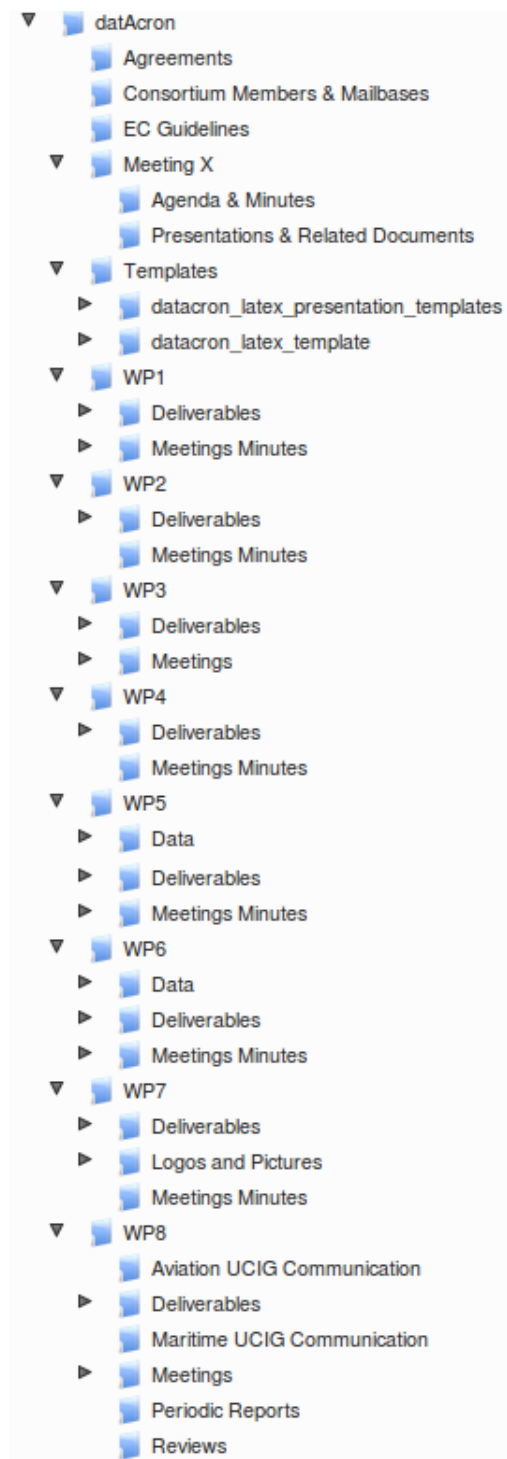 datAcron
Agreements
Consortium Members & Mailbases
EC Guidelines
Meeting X
Agenda & Minutes
Presentations & Related Documents
Templates
datacron_latex_presentation_templates
datacron_latex_template
WP1
Deliverables
Meetings Minutes
WP2
Deliverables
Meetings Minutes
WP3
Deliverables
Meetings
WP4
Deliverables
Meetings Minutes
WP5
Data
Deliverables
Meetings Minutes
WP6
Data
Deliverables
Meetings Minutes
WP7
Deliverables
Logos and Pictures
Meetings Minutes
WP8
Aviation UCIG Communication
Deliverables
Maritime UCIG Communication
Meetings
Periodic Reports
Reviews